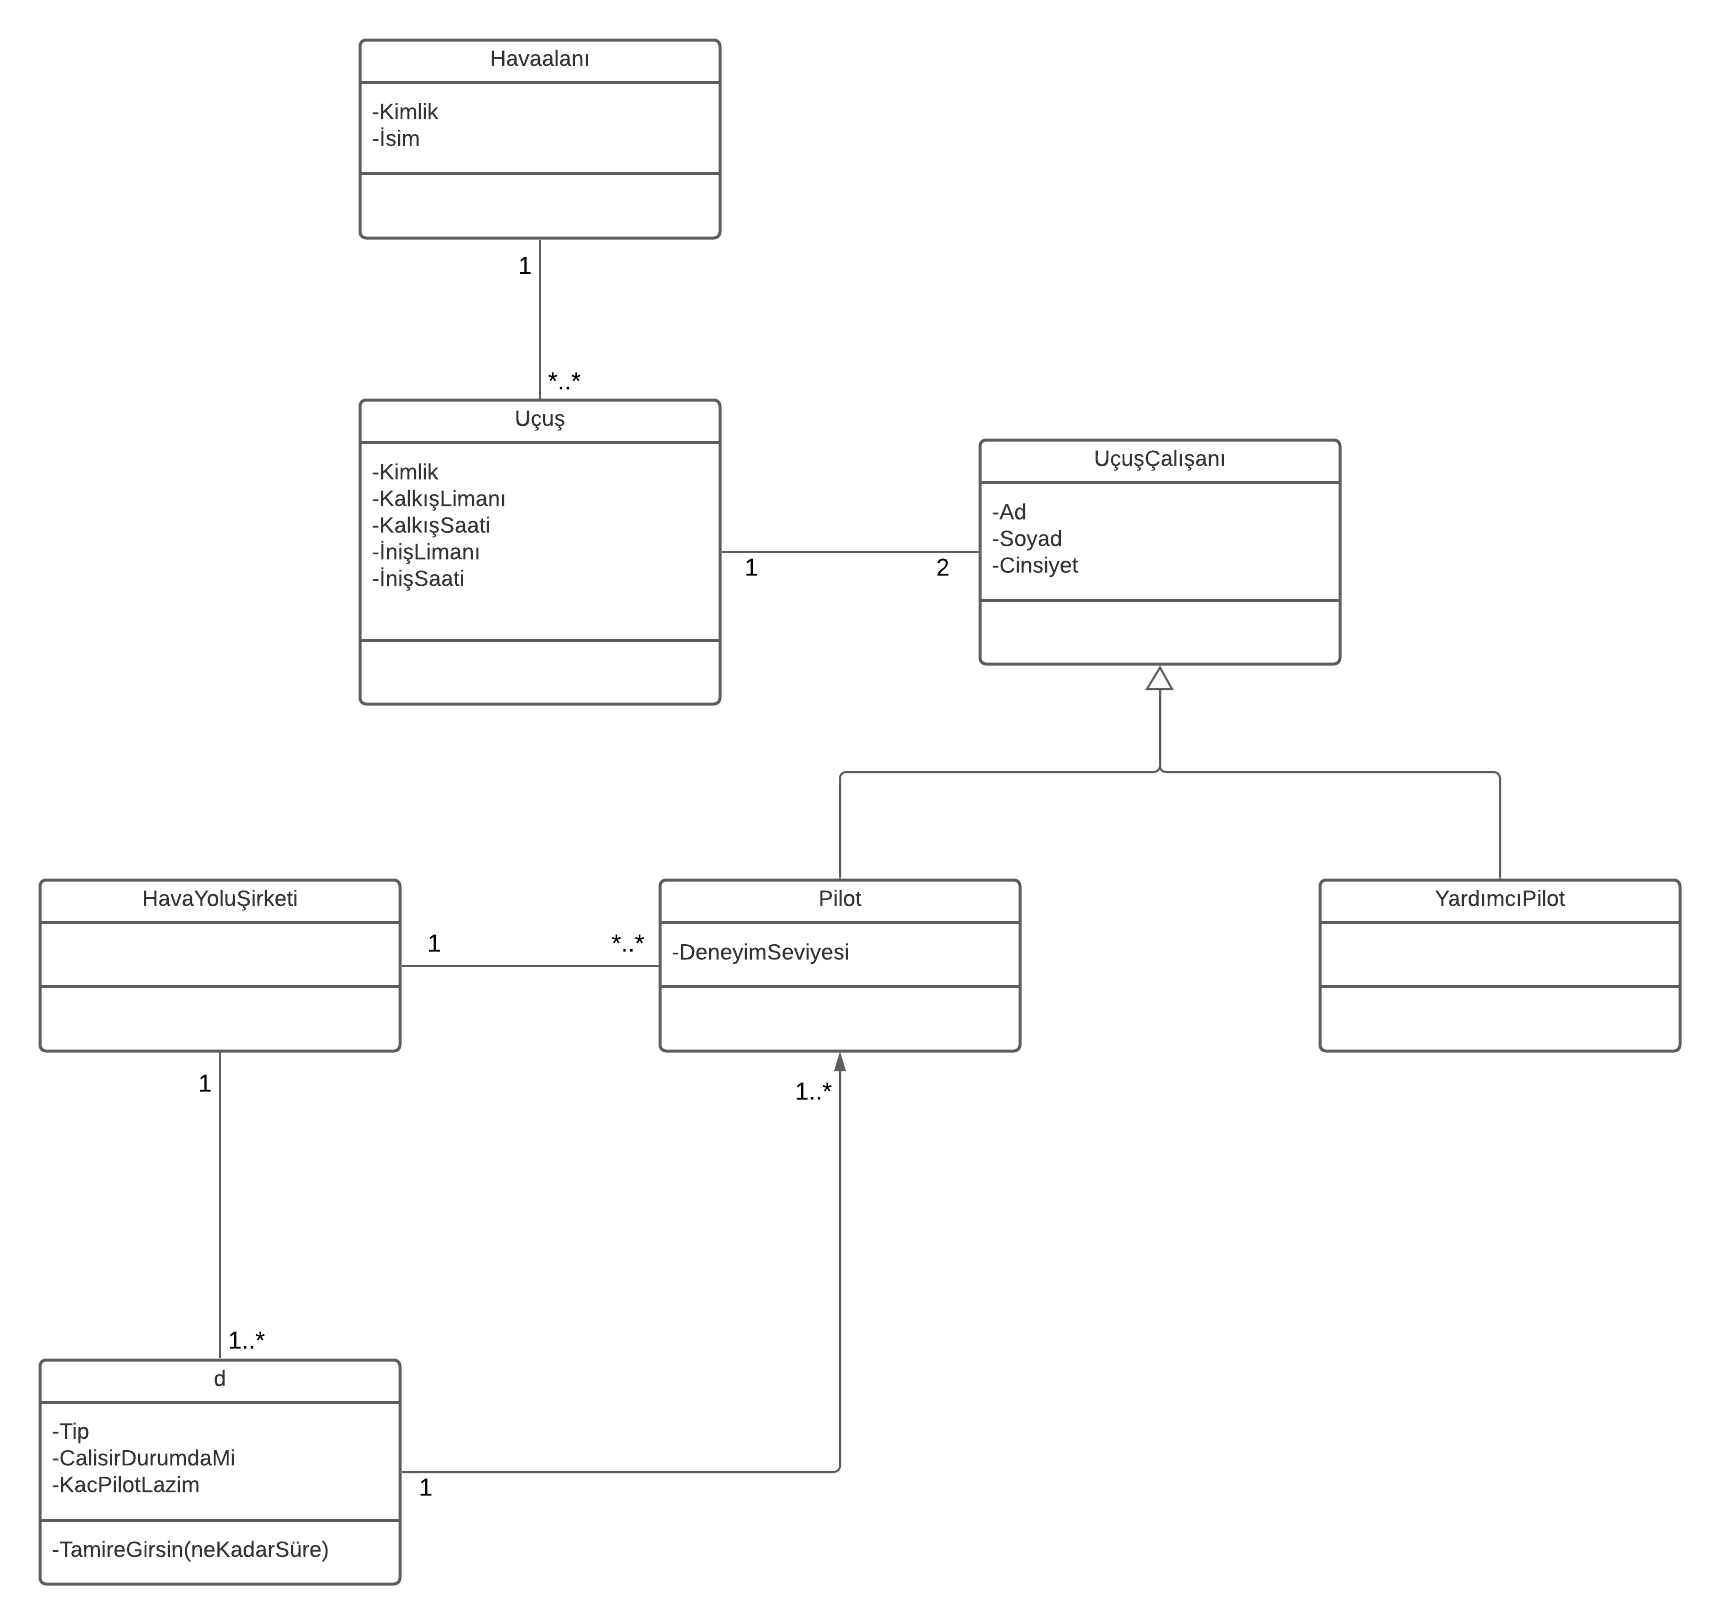 Havaalanı
-Kimlik
-İsim
1
*..*
Uçuş
-Kimlik
-KalkışLimanı
-KalkışSaati
-İnişLimanı
-İnişSaati
1
2
UçuşÇalışanı
-Ad
-Soyad
-Cinsiyet
HavaYoluŞirketi
1
*..*
Pilot
-DeneyimSeviyesi
YardımcıPilot
1
1..*
1..*
d
-Tip
-CalisirDurumdaMi
-KacPilotLazim
-TamireGirsin(neKadarSüre)
1